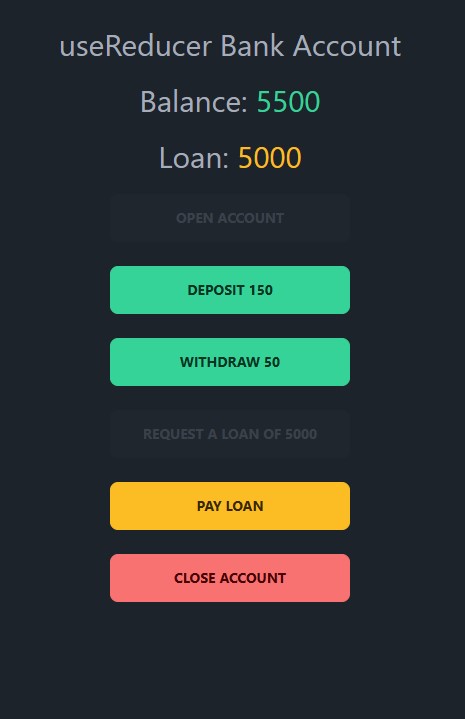 useReducer Bank Account
Balance: 5500
Loan: 5000
OPEN ACCOUNT
DEPOSIT 150
WITHDRAW 50
REQUEST A LOAN OF 5000
PAY LOAN
CLOSE ACCOUNT